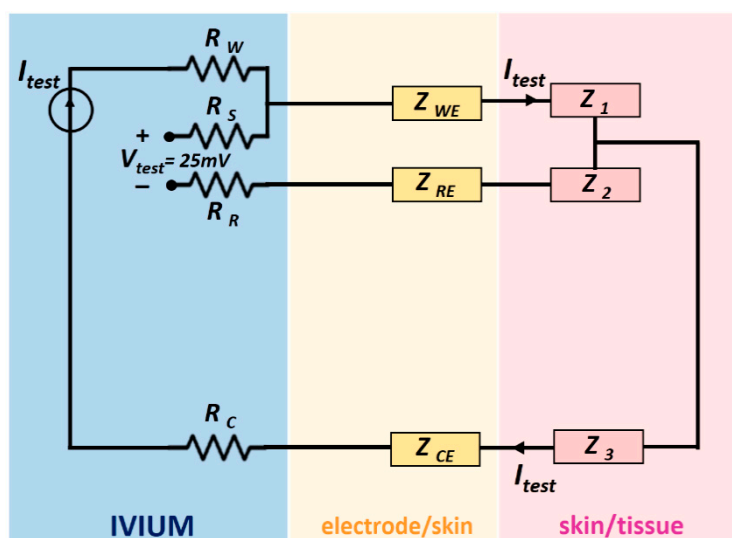 I test
R W
R S
+
V test = 25mV
−
R R
Z WE
I test
Z 1
Z RE
Z 2
R C
Z CE
I test
Z 3
IVIUM
electrode/skin
skin/tissue